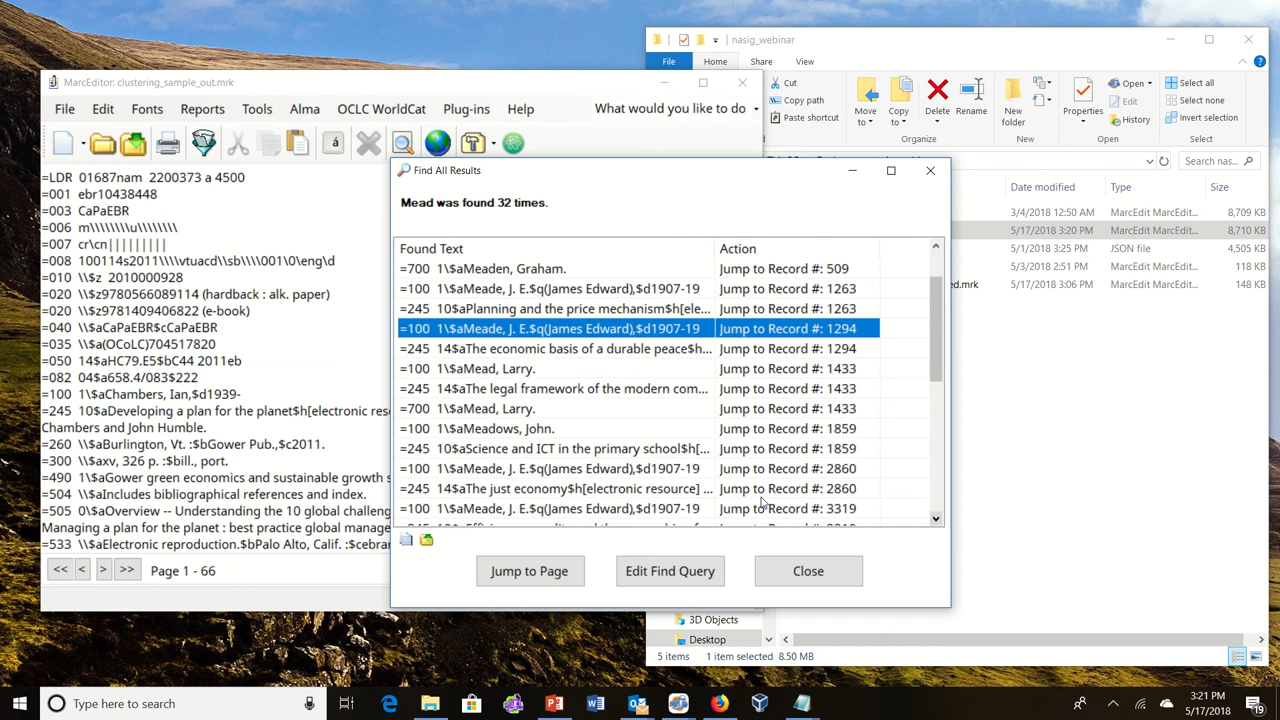 nasig_webinar
File Home Share View
Cut
Copy path
Paste shortcut
Move to
Copy to
Delete
Rename
New folder
Properties
Open
Edit
History
Select all
Select none
Invert selection
Organize New Open Select
Search nas...
Date modified Type Size
3/4/2018 12:50 AM MarcEdit MarcEdit... 8,709 KB
5/17/2018 3:20 PM MarcEdit MarcEdit... 8,710 KB
5/1/2018 3:25 PM JSON file 4,505 KB
5/3/2018 2:51 PM MarcEdit MarcEdit... 118 KB
ed.mrk 5/17/2018 3:06 PM MarcEdit MarcEdit... 148 KB
3D Objects
Desktop
5 items 1 item selected 8.50 MB
MarcEditor: clustering_sample_out.mrk
File Edit Fonts Reports Tools Alma OCLC WorldCat Plug-ins Help What would you like to do
=LDR 01687nam 2200373 a 4500
=001 ebr10438448
=003 CaPaEBR
=006 m\\\\\\\\u\\\\\\\
=007 cr\cn|||||||||
=008 100114s2011\\\\vtuacd\\sb\\\\001\0\eng\d
=010 \\$z 2010000928
=020 \\$z9780566089114 (hardback : alk. paper)
=020 \\$z9781409406822 (e-book)
=040 \\$aCaPaEBR$cCaPaEBR
=035 \\$a(OCoLC)704517820
=050 14$aHC79.E5$bC44 2011eb
=082 04$a658.4/083$222
=100 1\$aChambers, Ian,$d1939-
=245 10$aDeveloping a plan for the planet$h[electronic reso
Chambers and John Humble.
=260 \\$aBurlington, Vt. :$bGower Pub.,$c2011.
=300 \\$axv, 326 p. :$bill., port.
=490 1\$aGower green economics and sustainable growth s
=504 \\$aIncludes bibliographical references and index.
=505 0\$aOverview -- Understanding the 10 global challeng
Managing a plan for the planet : best practice global manage
=533 \\$aElectronic reproduction.$bPalo Alto, Calif. :$cebrar
<< < > >> Page 1 - 66
Find All Results
Mead was found 32 times.
Found Text Action
=700 1\$aMeaden, Graham. Jump to Record #: 509
=100 1\$aMeade, J. E.$q(James Edward),$d1907-19 Jump to Record #: 1263
=245 10$aPlanning and the price mechanism$h[ele... Jump to Record #: 1263
=100 1\$aMeade, J. E.$q(James Edward),$d1907-19 Jump to Record #: 1294
=245 14$aThe economic basis of a durable peace$h... Jump to Record #: 1294
=100 1\$aMead, Larry. Jump to Record #: 1433
=245 14$aThe legal framework of the modern com... Jump to Record #: 1433
=700 1\$aMead, Larry. Jump to Record #: 1433
=100 1\$aMeadows, John. Jump to Record #: 1859
=245 10$aScience and ICT in the primary school$h[... Jump to Record #: 1859
=100 1\$aMeade, J. E.$q(James Edward),$d1907-19 Jump to Record #: 2860
=245 14$aThe just economy$h[electronic resource] ... Jump to Record #: 2860
=100 1\$aMeade, J. E.$q(James Edward),$d1907-19 Jump to Record #: 3319
Jump to Page Edit Find Query Close
Type here to search
3:21 PM
5/17/2018
19